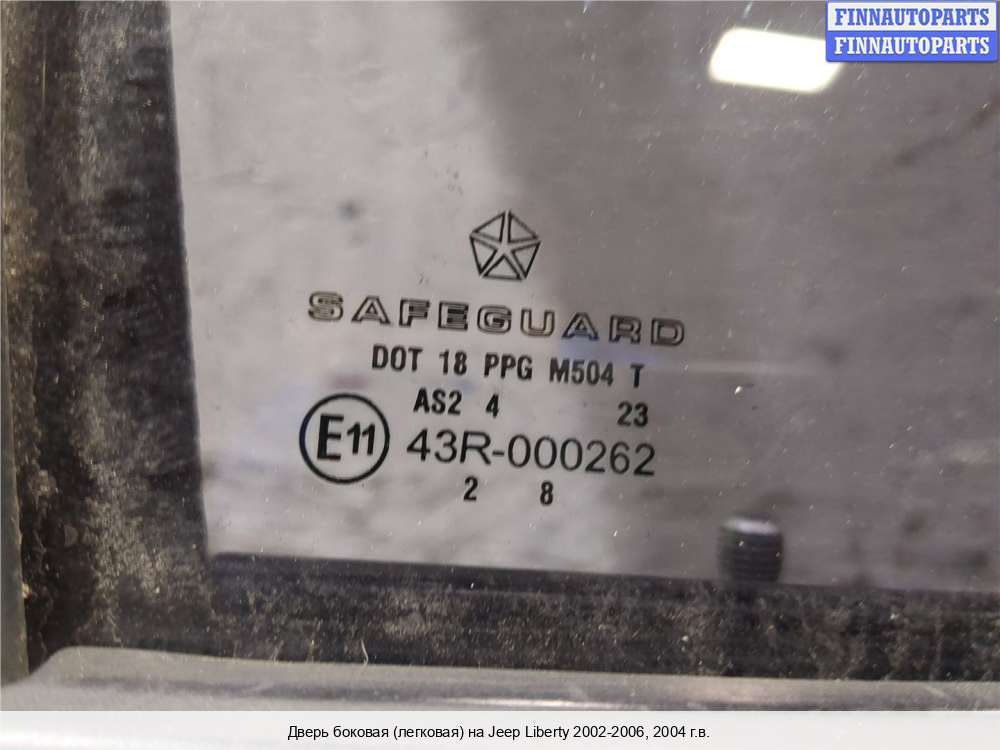 FINNAUTOPARTS
FINNAUTOPARTS
SAFEGUARD
DOT 18 PPG M504 T
AS2 4 23
E11 43R-000262
2 8
Дверь боковая (легковая) на Jeep Liberty 2002-2006, 2004 г.в.